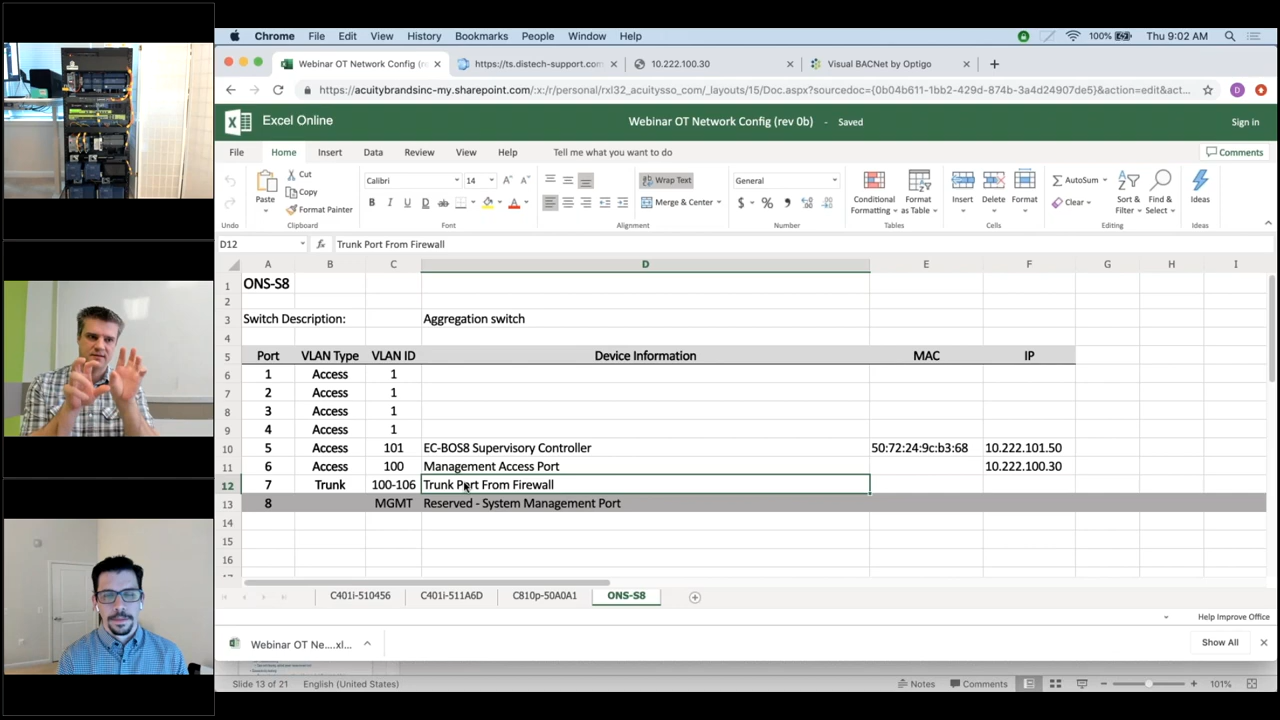 Chrome File Edit View History Bookmarks People Window Help 100% Thu 9:02 AM
Webinar OT Network Config (re × https://ts.distech-support.com. × 10.222.100.30 × Visual BACNet by Optigo × +
https://acuitybrandsinc-my.sharepoint.com/:x:/r/personal/rxl32_acuitysso_com/_layouts/15/Doc.aspx?sourcedoc={0b04b611-1bb2-429d-874b-3a4d24907de5}&action=edit&act... D
Excel Online Webinar OT Network Config (rev 0b) - Saved Sign in
File Home Insert Data Review View Help Tell me what you want to do Comments
Paste Cut Calibri 14 A A Wrap Text General Conditional Formatting Format as Table Insert Delete Format AutoSum Sort & Filter Find & Select Ideas
Copy
Format Painter B I U D ab A Merge & Center $ % Clear
Undo Clipboard Font Alignment Number Tables Cells Editing Ideas
D12 fx Trunk Port From Firewall
A B C D E F G H I
1 ONS-S8
2
3 Switch Description: Aggregation switch
4
5 Port VLAN Type VLAN ID Device Information MAC IP
6 1 Access 1
7 2 Access 1
8 3 Access 1
9 4 Access 1
10 5 Access 101 EC-BOS8 Supervisory Controller 50:72:24:9c:b3:68 10.222.101.50
11 6 Access 100 Management Access Port 10.222.100.30
12 7 Trunk 100-106 Trunk Port From Firewall
13 8 MGMT Reserved - System Management Port
14
15
16
C401i-510456 C401i-511A6D C810p-50A0A1 ONS-S8
Help Improve Office
Webinar OT Ne....xl... Show All ×
Slide 13 of 21 English (United States) Notes Comments 101%